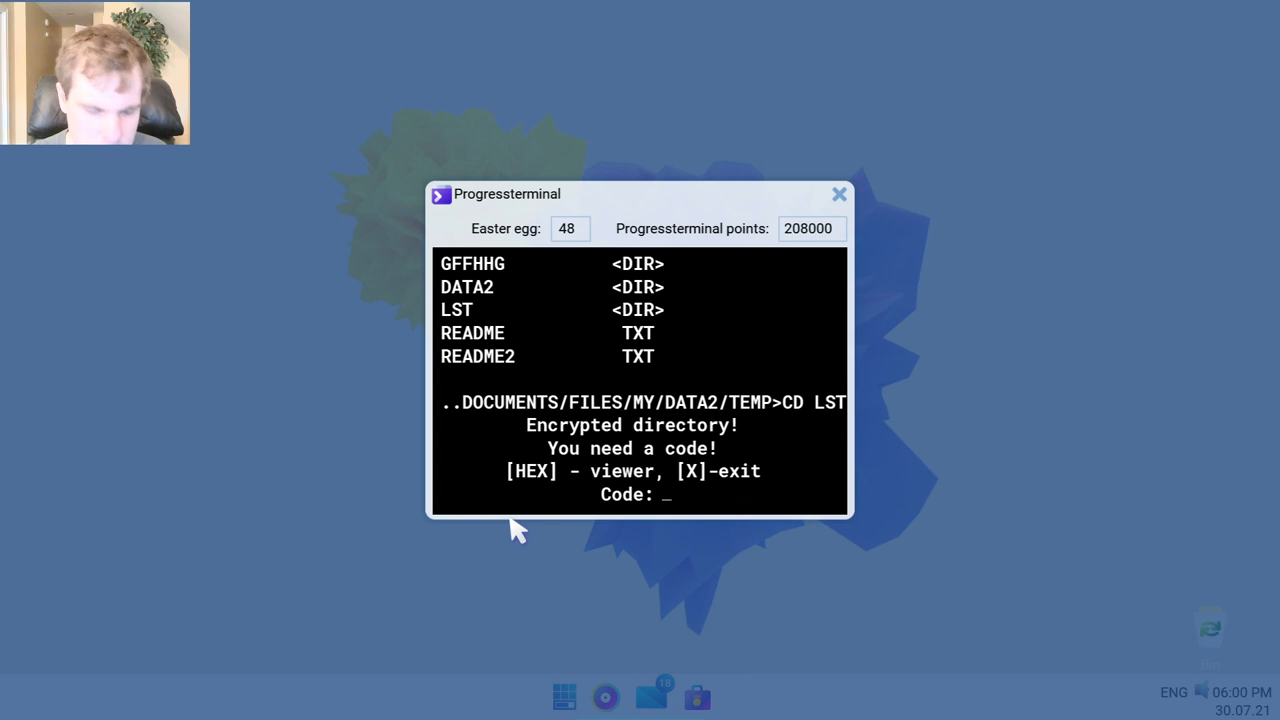 Progressterminal
Easter egg: 48 Progressterminal points: 208000
GFFHHG <DIR>
DATA2 <DIR>
LST <DIR>
README TXT
README2 TXT
..DOCUMENTS/FILES/MY/DATA2/TEMP>CD LST
Encrypted directory!
You need a code!
[HEX] - viewer, [X]-exit
Code: _
Bin
18
ENG 06:00 PM
30.07.21